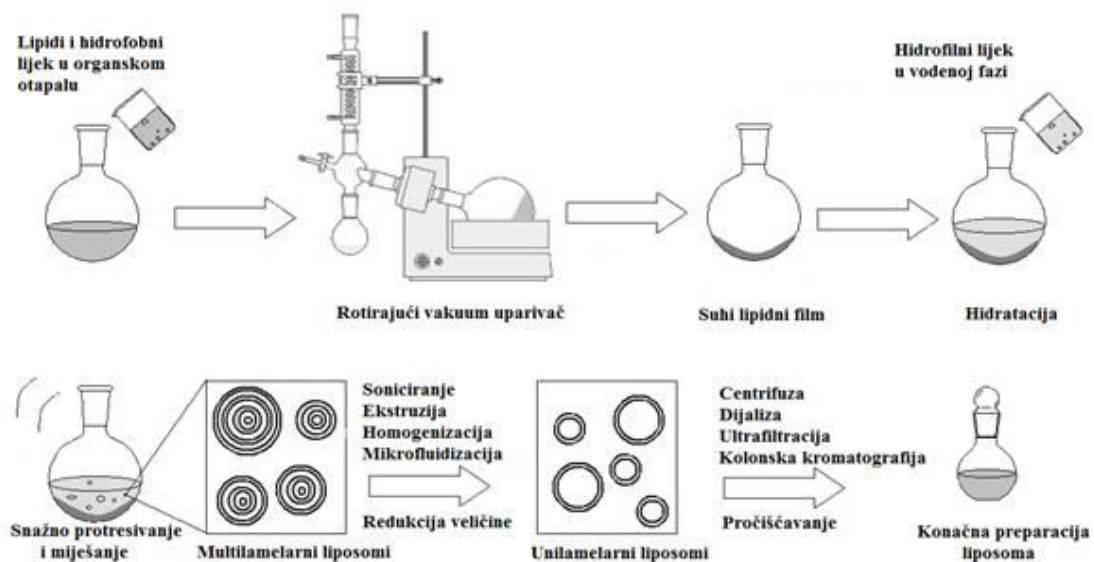 Lipidi i hidrofobni
lijek u organskom
otapalu
Hidrofilni lijek
u vodenoj fazi
Rotirajući vakuum uparivač
Suhi lipidni film
Hidratacija
Soniciranje
Ekstruzija
Homogenizacija
Mikrofluidizacija
Redukcija veličine
Centrifuza
Dijaliza
Ultrafiltracija
Kolonska kromatografija
Pročišćavanje
Snažno protresivanje
i miješanje
Multilamelarni liposomi
Unilamelarni liposomi
Konačna preparacija
liposoma